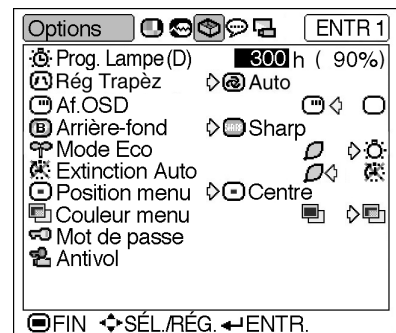 Options ENTR 1
Prog. Lampe(D) 300 h ( 90%)
Rég Trapèz Auto
Af.OSD
B Arrière-fond Sharp
Mode Eco
Extinction Auto
Position menu Centre
Couleur menu
Mot de passe
Antivol
FIN SÉL./RÉG. ENTR.